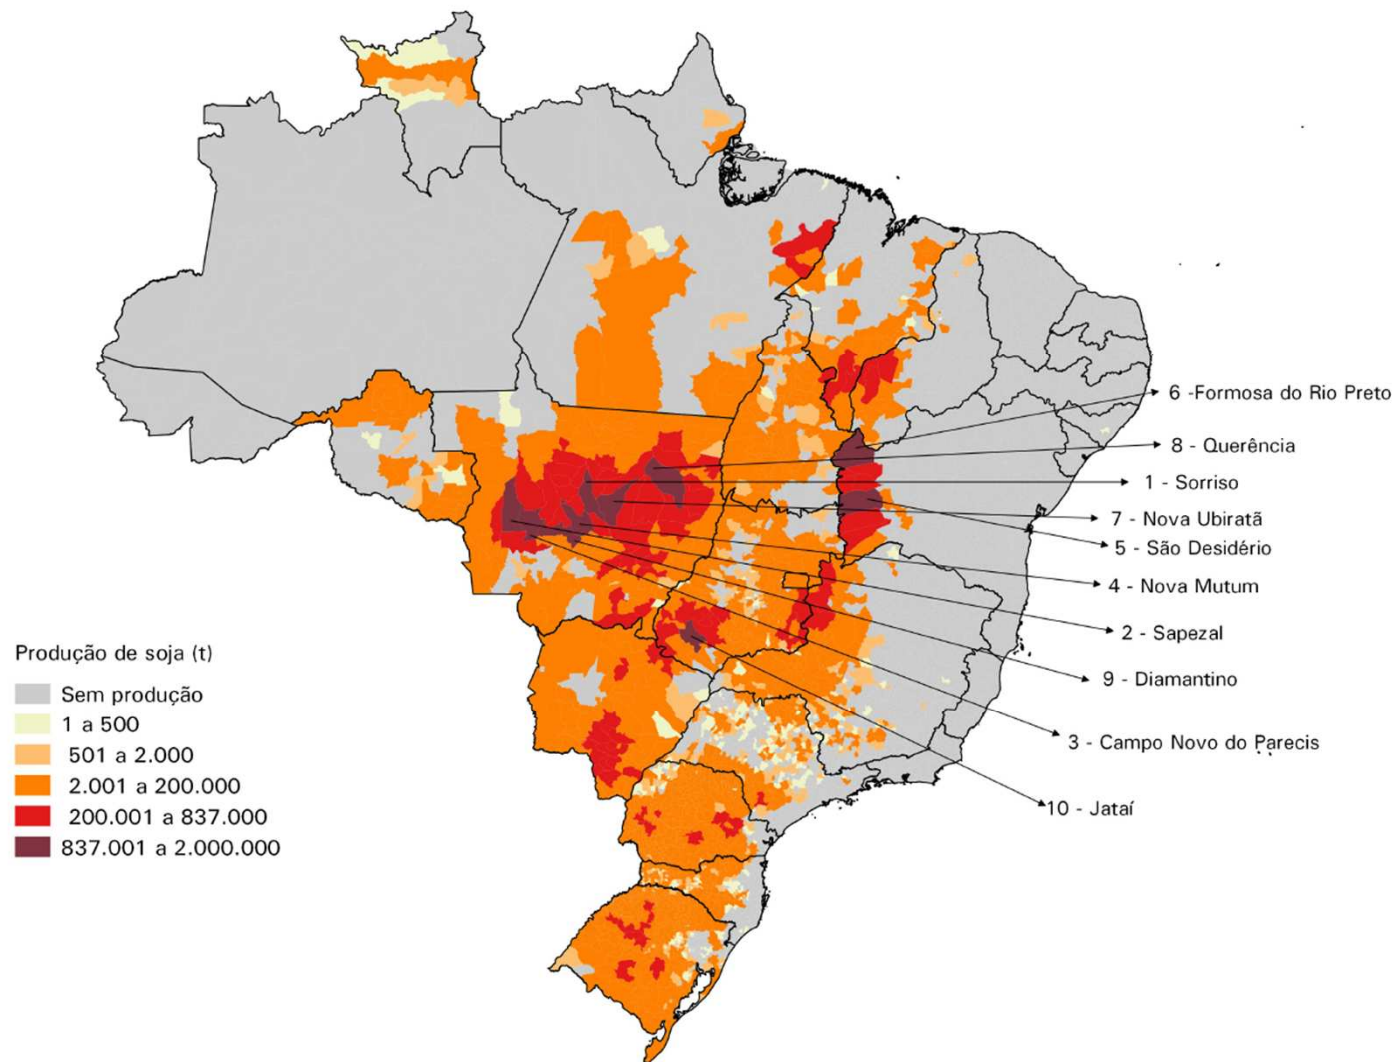 6 -Formosa do Rio Preto
8 - Querência
1 - Sorriso
7 - Nova Ubiratã
5 - São Desidério
4 - Nova Mutum
2 - Sapezal
9 - Diamantino
3 - Campo Novo do Parecis
10 - Jataí
Produção de soja (t)
Sem produção
1 a 500
501 a 2.000
2.001 a 200.000
200.001 a 837.000
837.001 a 2.000.000